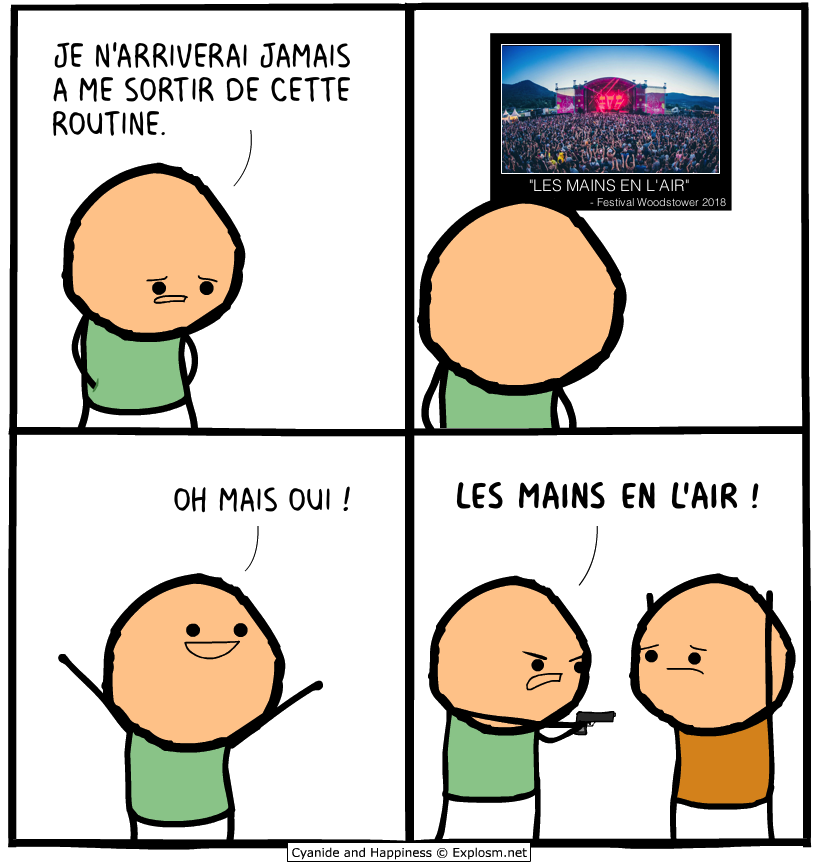 JE N'ARRIVERAI JAMAIS
A ME SORTIR DE CETTE
ROUTINE.
"LES MAINS EN L'AIR"
- Festival Woodstower 2018
OH MAIS OUI !
LES MAINS EN L'AIR !
Cyanide and Happiness © Explosm.net